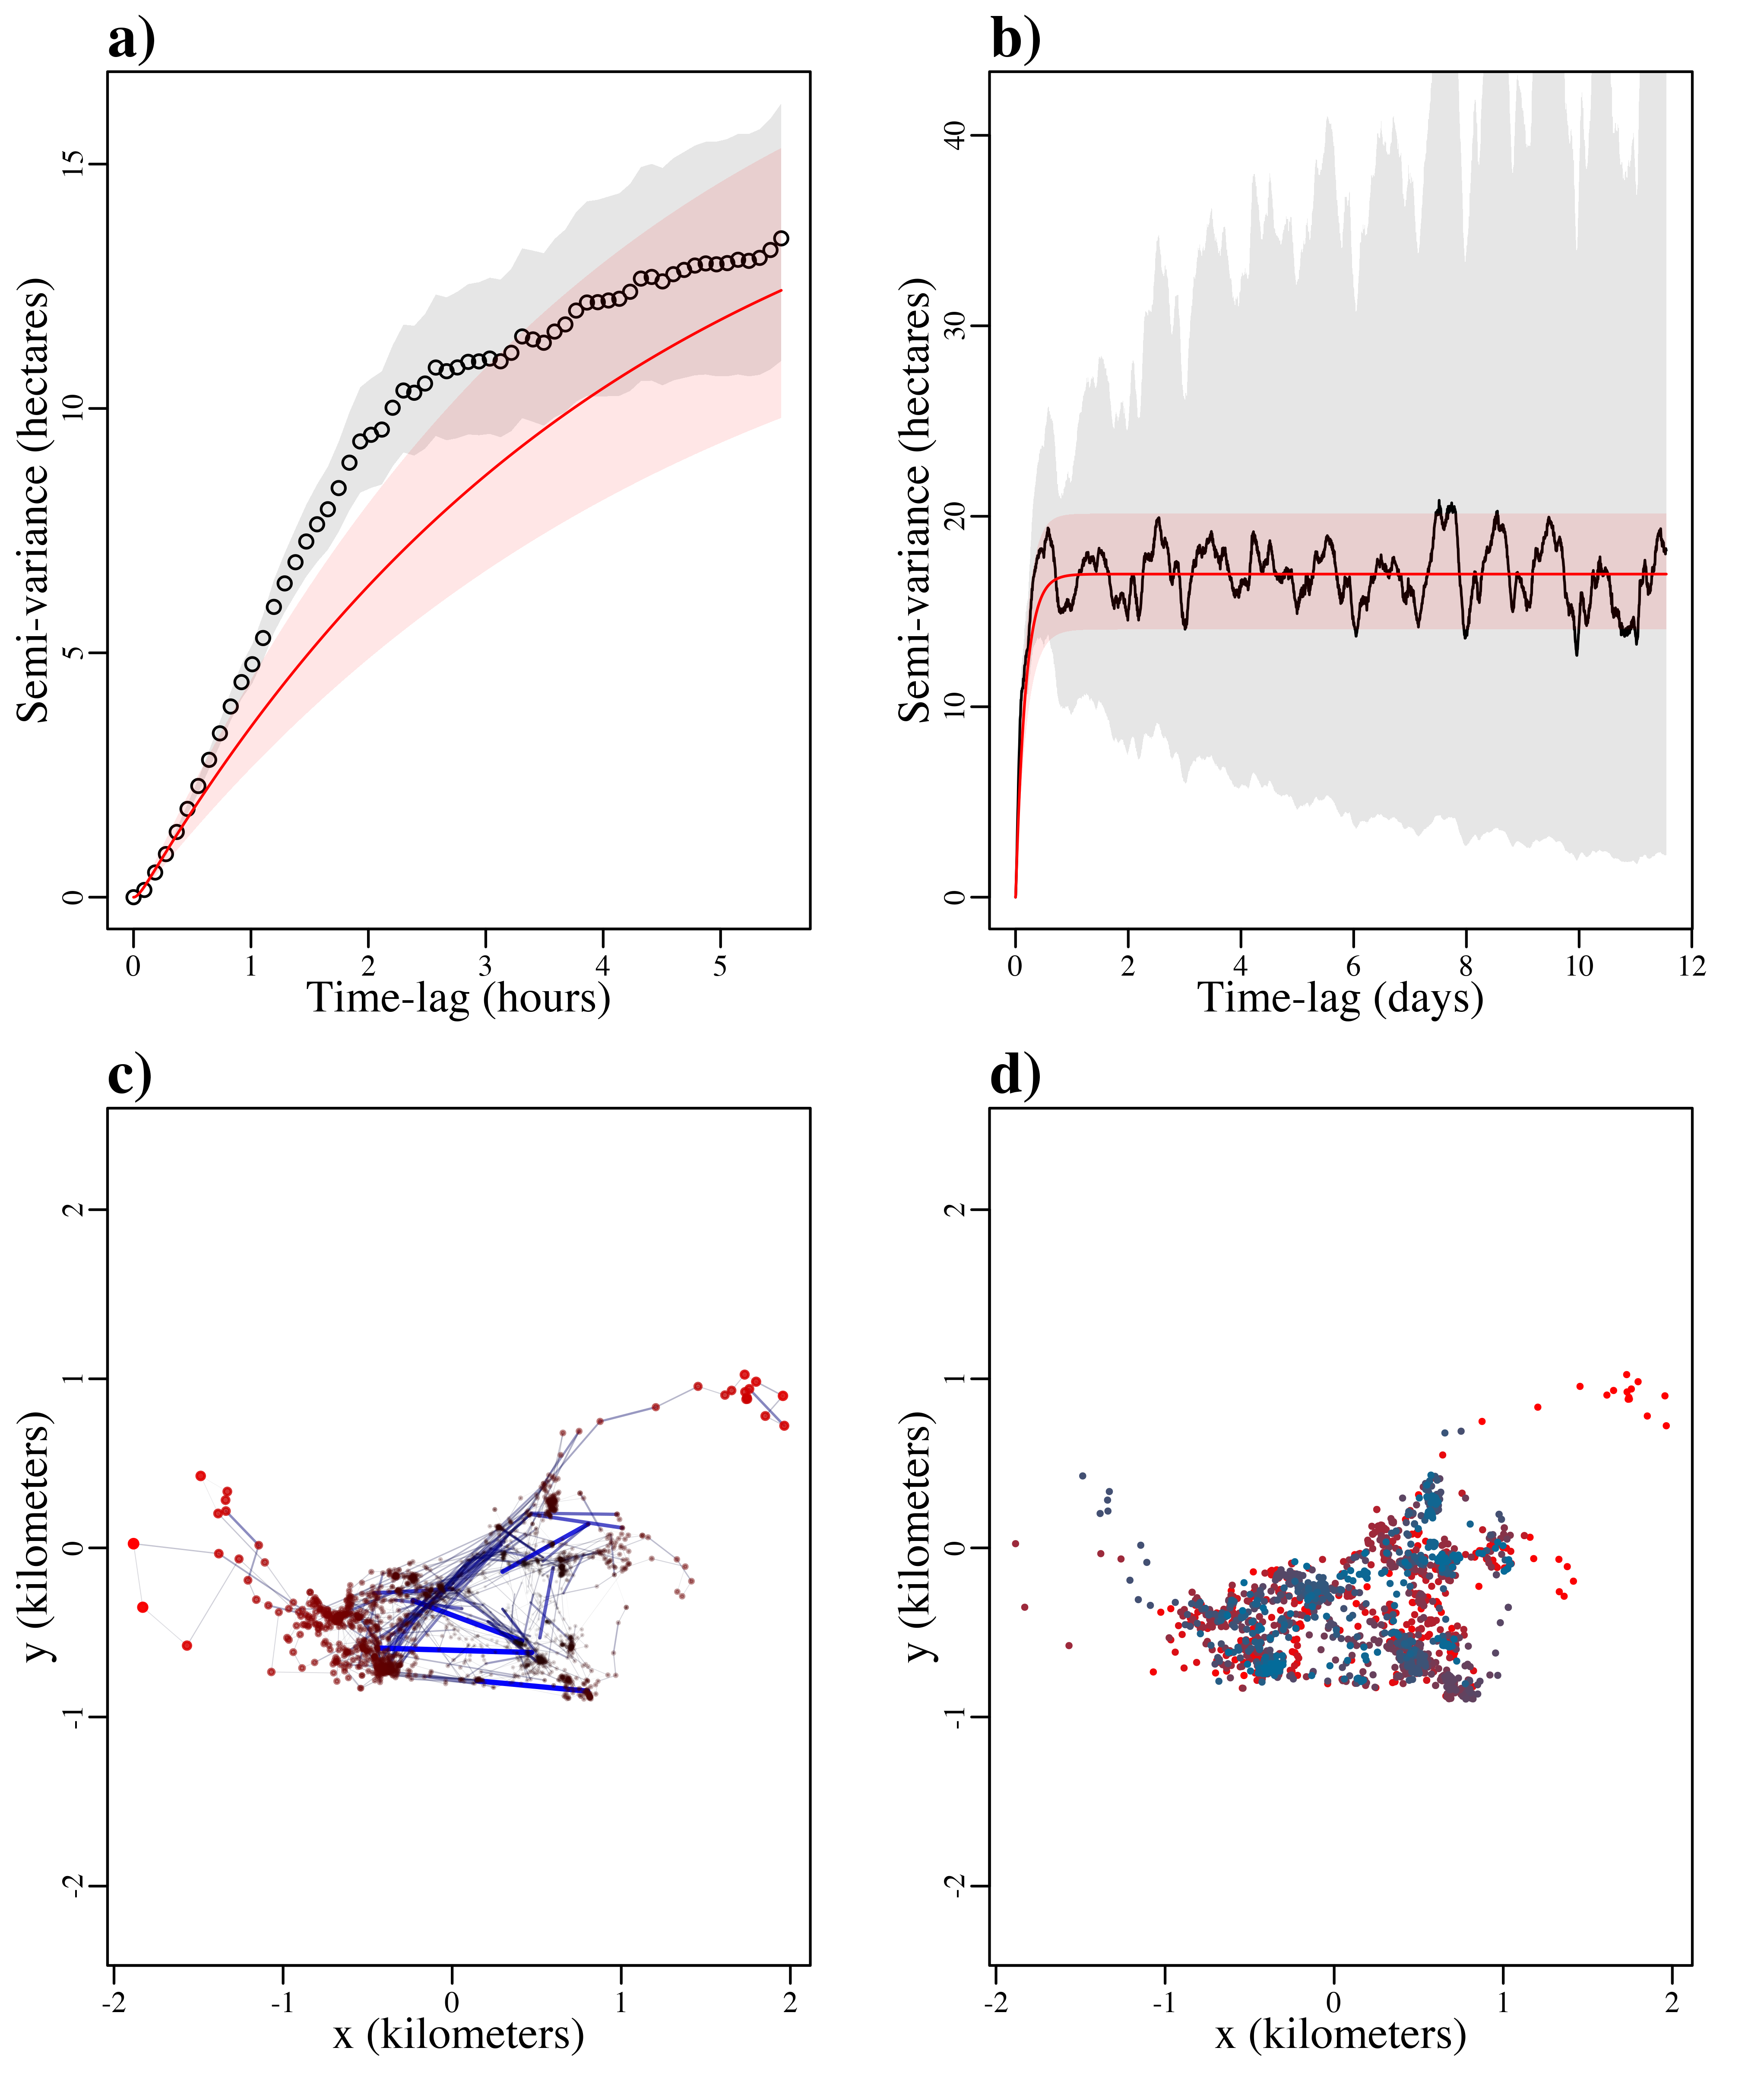 a)
Semi-variance (hectares)
0 5 10 15
0 1 2 3 4 5
Time-lag (hours)
b)
Semi-variance (hectares)
0 10 20 30 40
0 2 4 6 8 10 12
Time-lag (days)
c)
y (kilometers)
-2 -1 0 1 2
-2 -1 0 1 2
x (kilometers)
d)
y (kilometers)
-2 -1 0 1 2
-2 -1 0 1 2
x (kilometers)